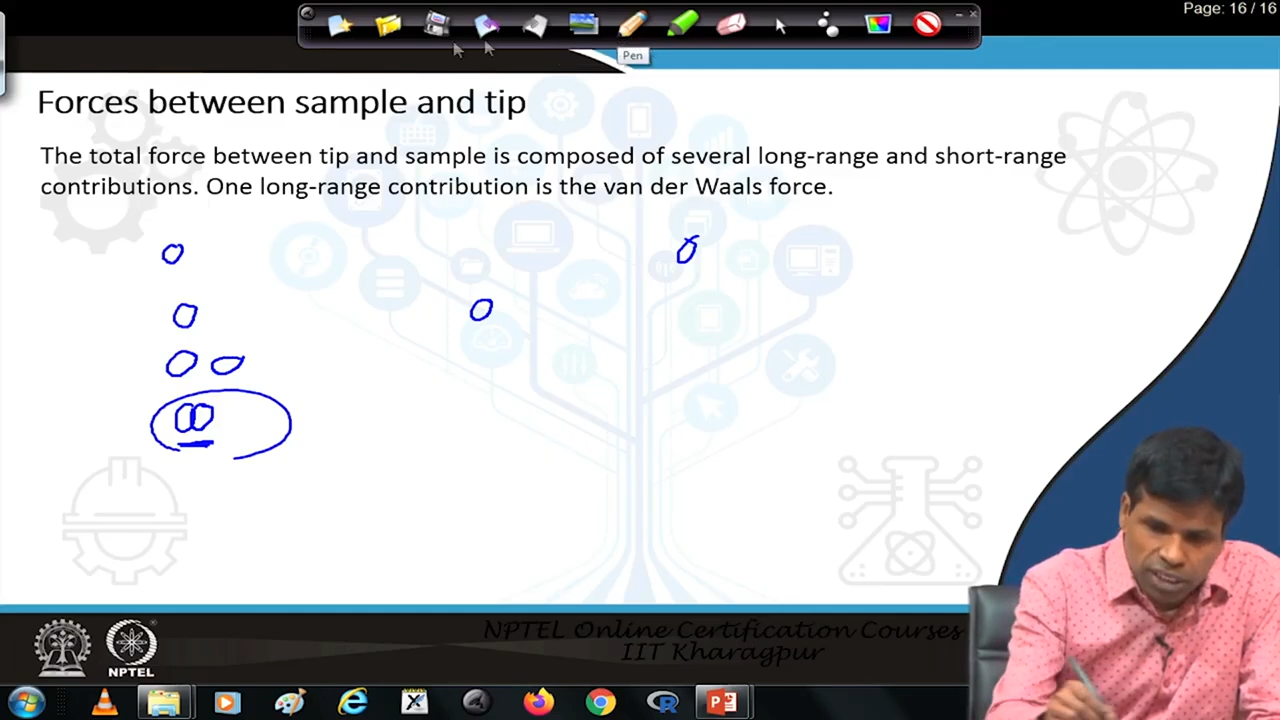 Page: 16 / 16
Pen
Forces between sample and tip
The total force between tip and sample is composed of several long-range and short-range
contributions. One long-range contribution is the van der Waals force.
NPTEL Online Certification Courses
IIT Kharagpur
NPTEL